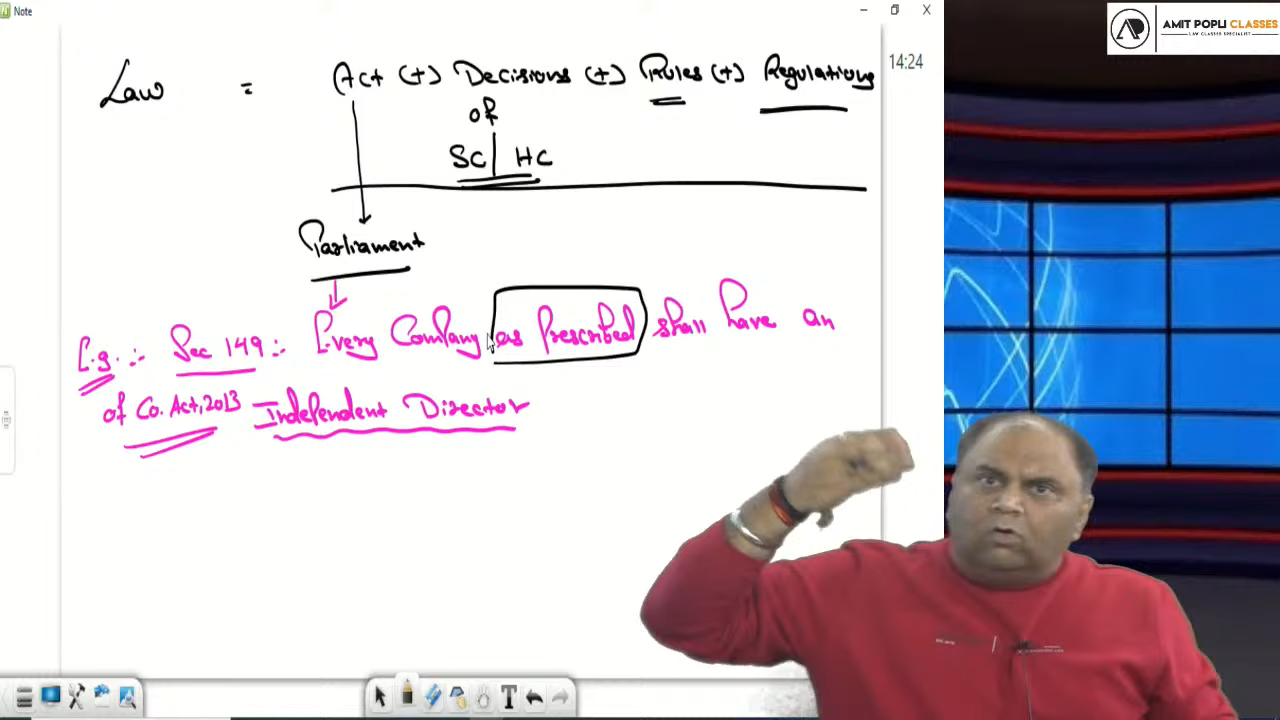 Note
AMIT POPLI CLASSES
LAW CLASSES SPECIALIST
14:24
Law = Act (+) Decisions (+) Rules (+) Regulations
of
SC | HC
Parliament
E.g. :- Sec 149 :- Every Company as Prescribed shall have an
of Co. Act, 2013 Independent Director